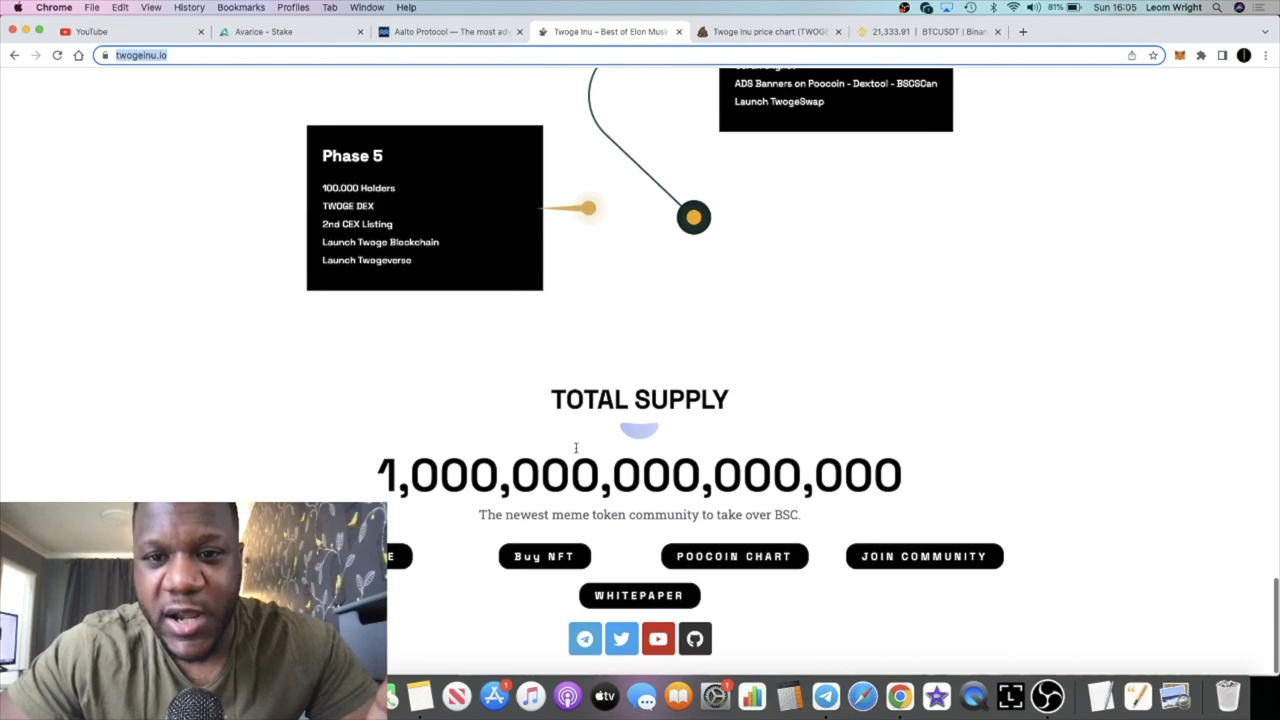 Chrome File Edit View History Bookmarks Profiles Tab Window Help 81% Sun 16:05 Leom Wright
YouTube Avarice - Stake Aalto Protocol — The most adv Twoge Inu – Best of Elon Musk Twoge Inu price chart (TWOGE 21,333.91 | BTCUSDT | Binan
twogeinu.io
ADS Banners on Poocoin - Dextool - BSCSCan
Launch TwogeSwap
Phase 5
100.000 Holders
TWOGE DEX
2nd CEX Listing
Launch Twoge Blockchain
Launch Twogeverse
TOTAL SUPPLY
1,000,000,000,000,000
The newest meme token community to take over BSC.
E Buy NFT POOCOIN CHART JOIN COMMUNITY
WHITEPAPER
tv